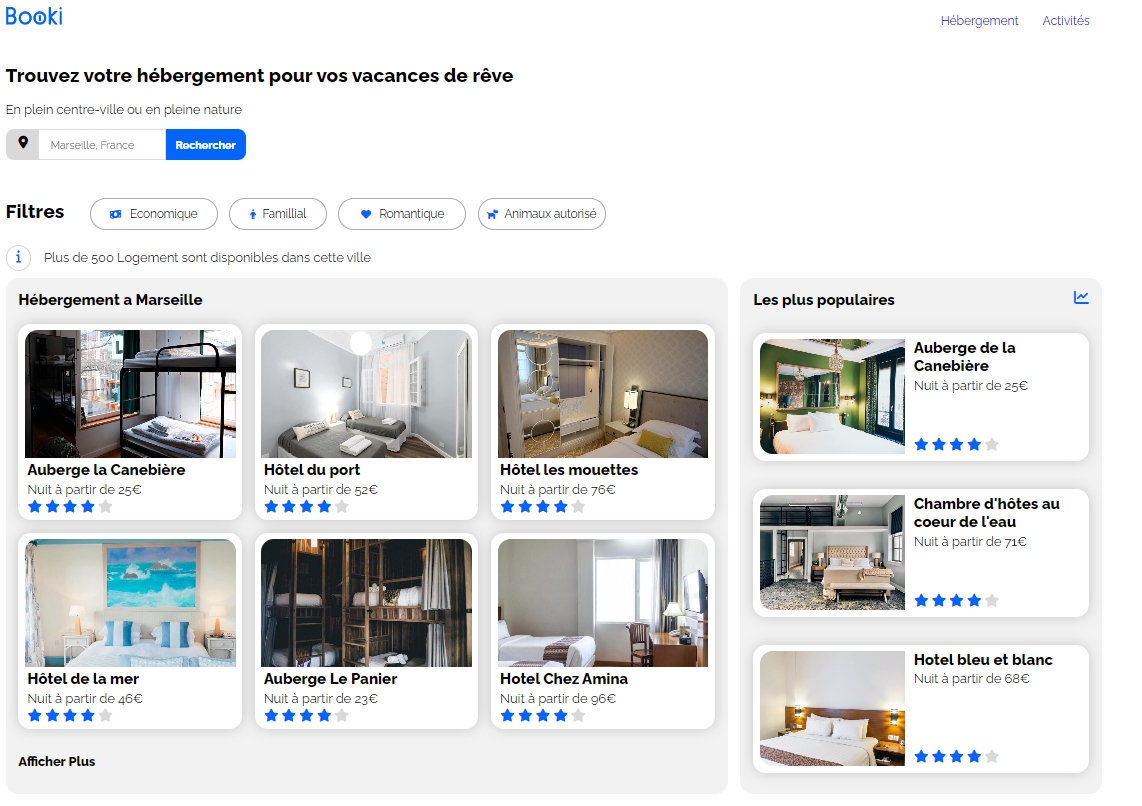 Booki
Hébergement
Activités
Trouvez votre hébergement pour vos vacances de rêve
En plein centre-ville ou en pleine nature
Marseille, France
Rechercher
Filtres
Economique
Famillial
Romantique
Animaux autorisé
Plus de 500 Logement sont disponibles dans cette ville
Hébergement a Marseille
Auberge la Canebière
Nuit à partir de 25€
Hôtel du port
Nuit à partir de 52€
Hôtel les mouettes
Nuit à partir de 76€
Hôtel de la mer
Nuit à partir de 46€
Auberge Le Panier
Nuit à partir de 23€
Hotel Chez Amina
Nuit à partir de 96€
Afficher Plus
Les plus populaires
Auberge de la
Canebière
Nuit à partir de 25€
Chambre d'hôtes au
coeur de l'eau
Nuit à partir de 71€
Hotel bleu et blanc
Nuit à partir de 68€